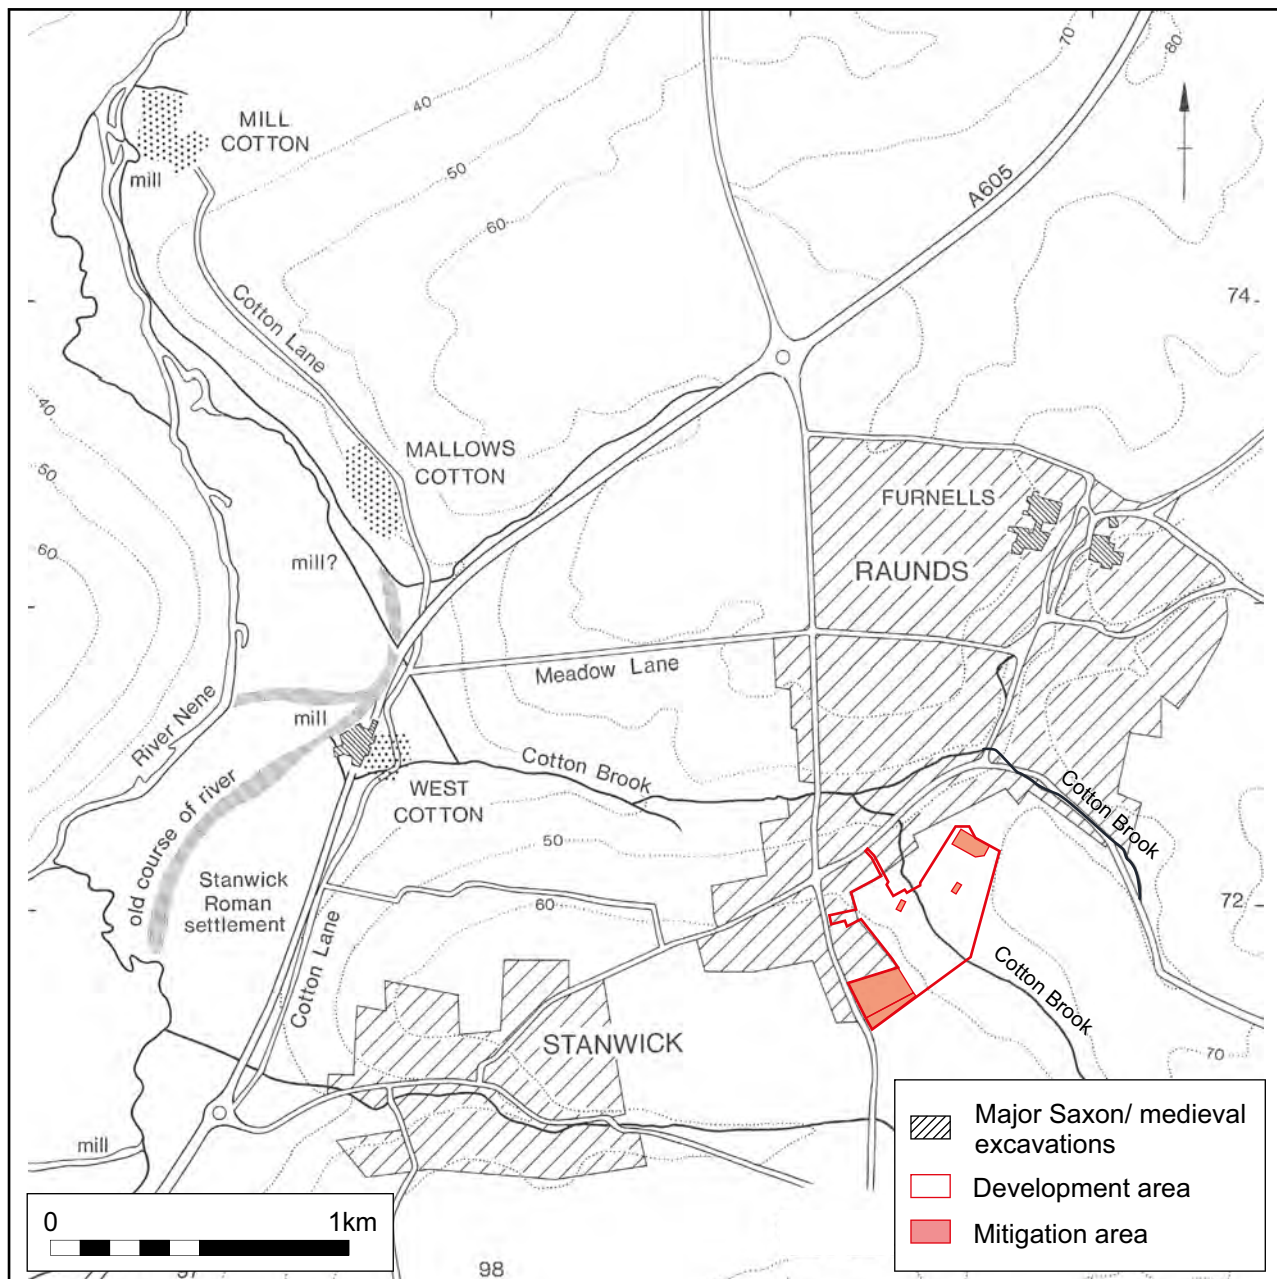 70
80
40
MILL
COTTON
mill
50
A605
60
74
Cotton Lane
40
MALLOWS
COTTON
50
FURNELLS
60
mill?
RAUNDS
Meadow Lane
River Nene
mill
Cotton Brook
WEST
COTTON
Cotton Brook
old course of river
50
Stanwick
Roman
settlement
60
72
Cotton Lane
Cotton Brook
STANWICK
70
mill
Major Saxon/ medieval
excavations
Development area
Mitigation area
0 1km
98